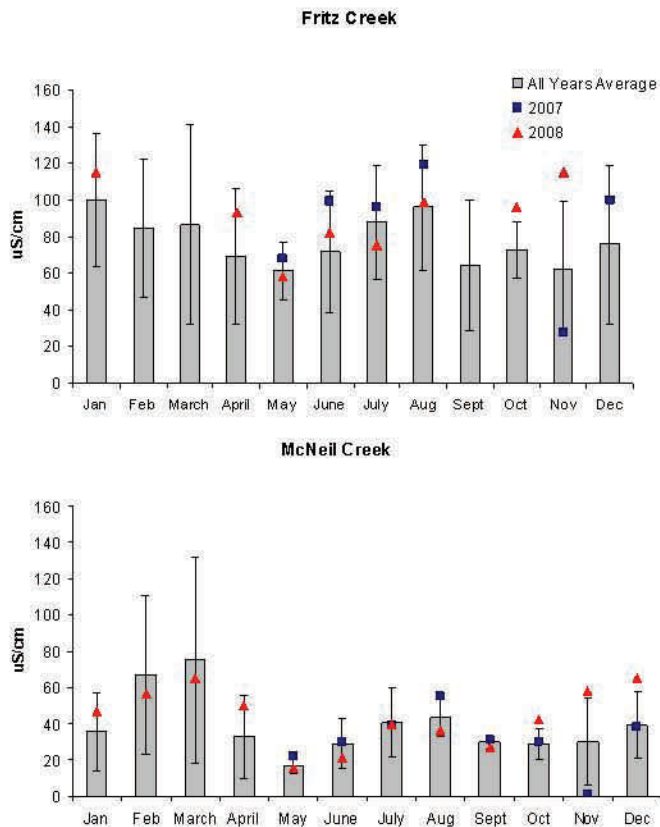 Fritz Creek
160
140
120
100
80
60
40
20
0
uS/cm
All Years Average
2007
2008
Jan Feb March April May June July Aug Sept Oct Nov Dec
McNeil Creek
160
140
120
100
80
60
40
20
0
uS/cm
Jan Feb March April May June July Aug Sept Oct Nov Dec